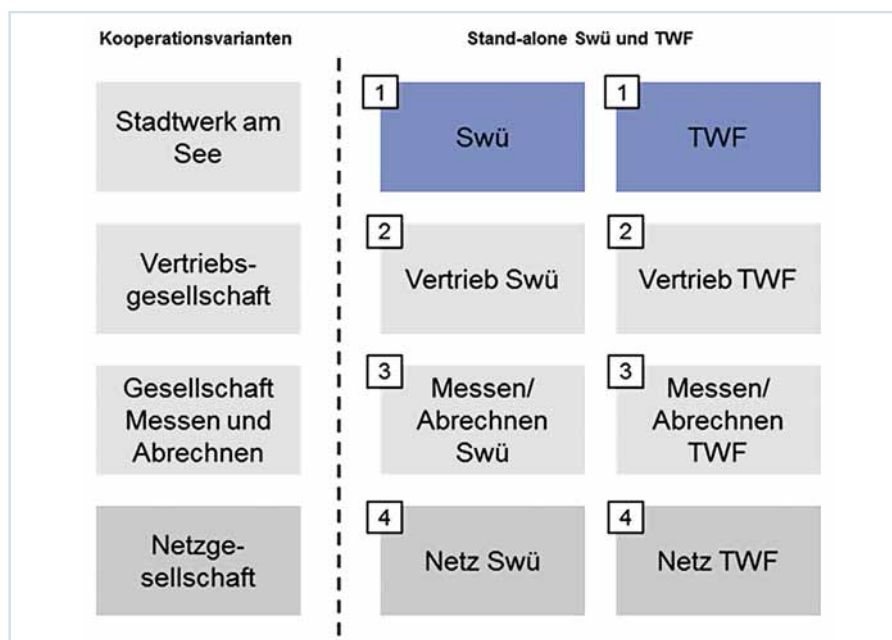 Kooperationsvarianten
Stand-alone Swü und TWF
Stadtwerk am
See
1
Swü
1
TWF
Vertriebs-
gesellschaft
2
Vertrieb Swü
2
Vertrieb TWF
Gesellschaft
Messen und
Abrechnen
3
Messen/
Abrechnen
Swü
3
Messen/
Abrechnen
TWF
Netzge-
sellschaft
4
Netz Swü
4
Netz TWF